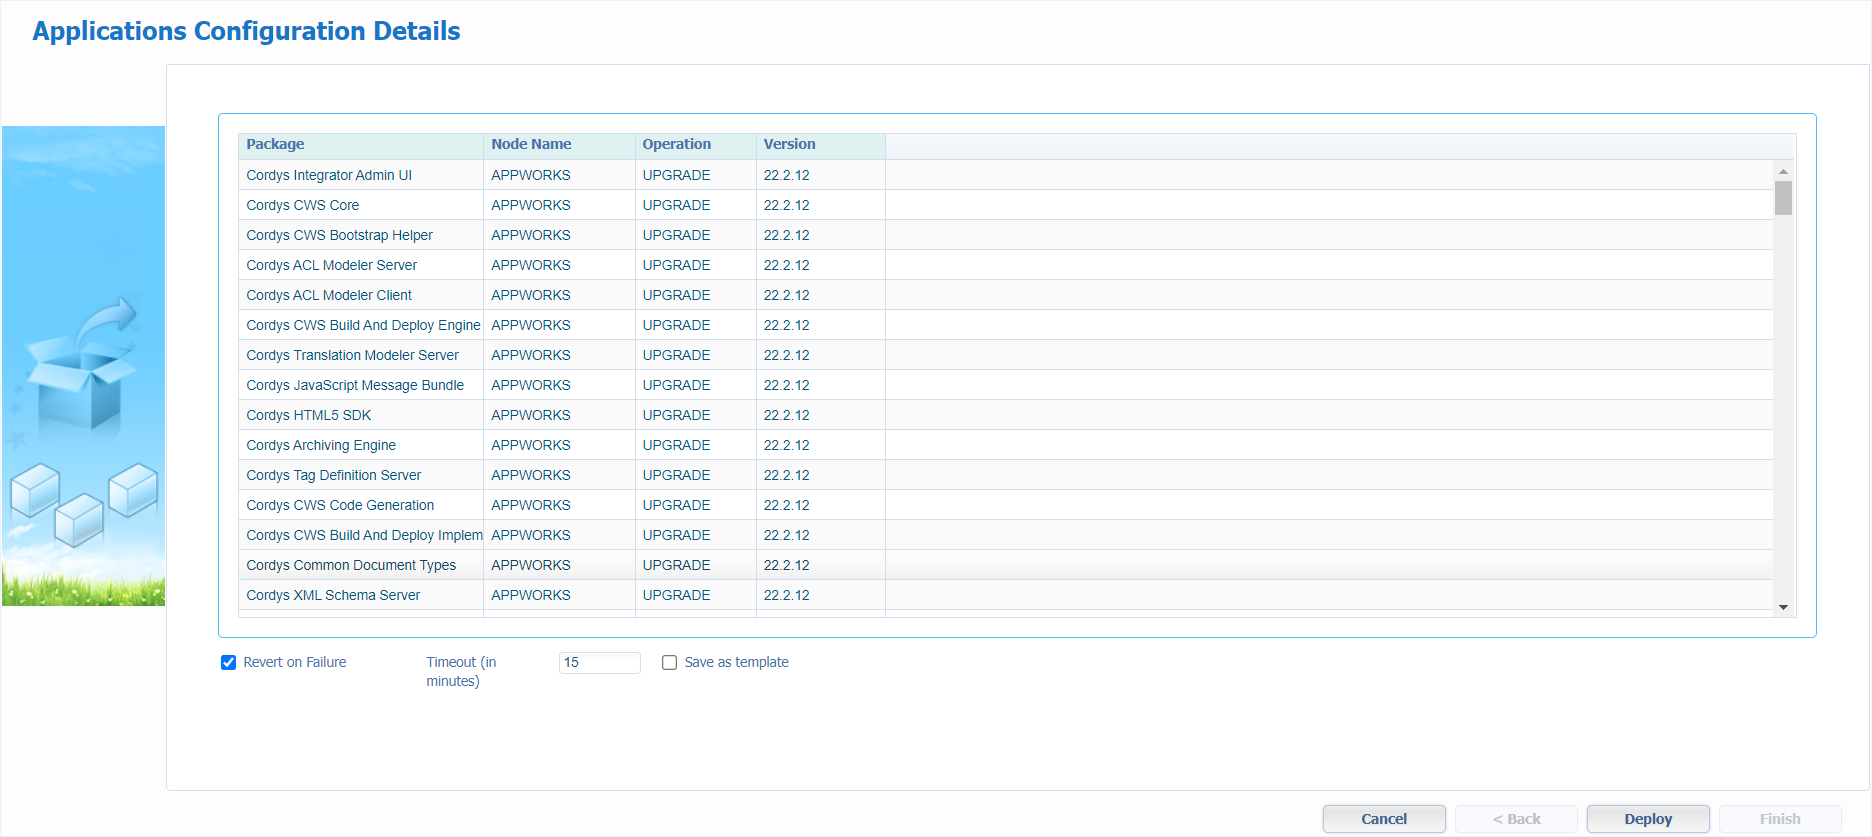 Applications Configuration Details
Package Node Name Operation Version
Cordys Integrator Admin UI APPWORKS UPGRADE 22.2.12
Cordys CWS Core APPWORKS UPGRADE 22.2.12
Cordys CWS Bootstrap Helper APPWORKS UPGRADE 22.2.12
Cordys ACL Modeler Server APPWORKS UPGRADE 22.2.12
Cordys ACL Modeler Client APPWORKS UPGRADE 22.2.12
Cordys CWS Build And Deploy Engine APPWORKS UPGRADE 22.2.12
Cordys Translation Modeler Server APPWORKS UPGRADE 22.2.12
Cordys JavaScript Message Bundle APPWORKS UPGRADE 22.2.12
Cordys HTML5 SDK APPWORKS UPGRADE 22.2.12
Cordys Archiving Engine APPWORKS UPGRADE 22.2.12
Cordys Tag Definition Server APPWORKS UPGRADE 22.2.12
Cordys CWS Code Generation APPWORKS UPGRADE 22.2.12
Cordys CWS Build And Deploy Implem APPWORKS UPGRADE 22.2.12
Cordys Common Document Types APPWORKS UPGRADE 22.2.12
Cordys XML Schema Server APPWORKS UPGRADE 22.2.12
Revert on Failure Timeout (in minutes) 15 Save as template
Cancel < Back Deploy Finish